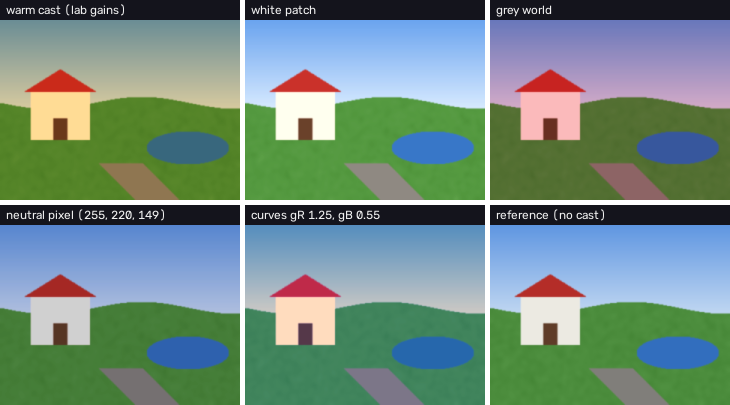 warm cast (lab gains)
white patch
grey world
neutral pixel (255, 220, 149)
curves gR 1.25, gB 0.55
reference (no cast)